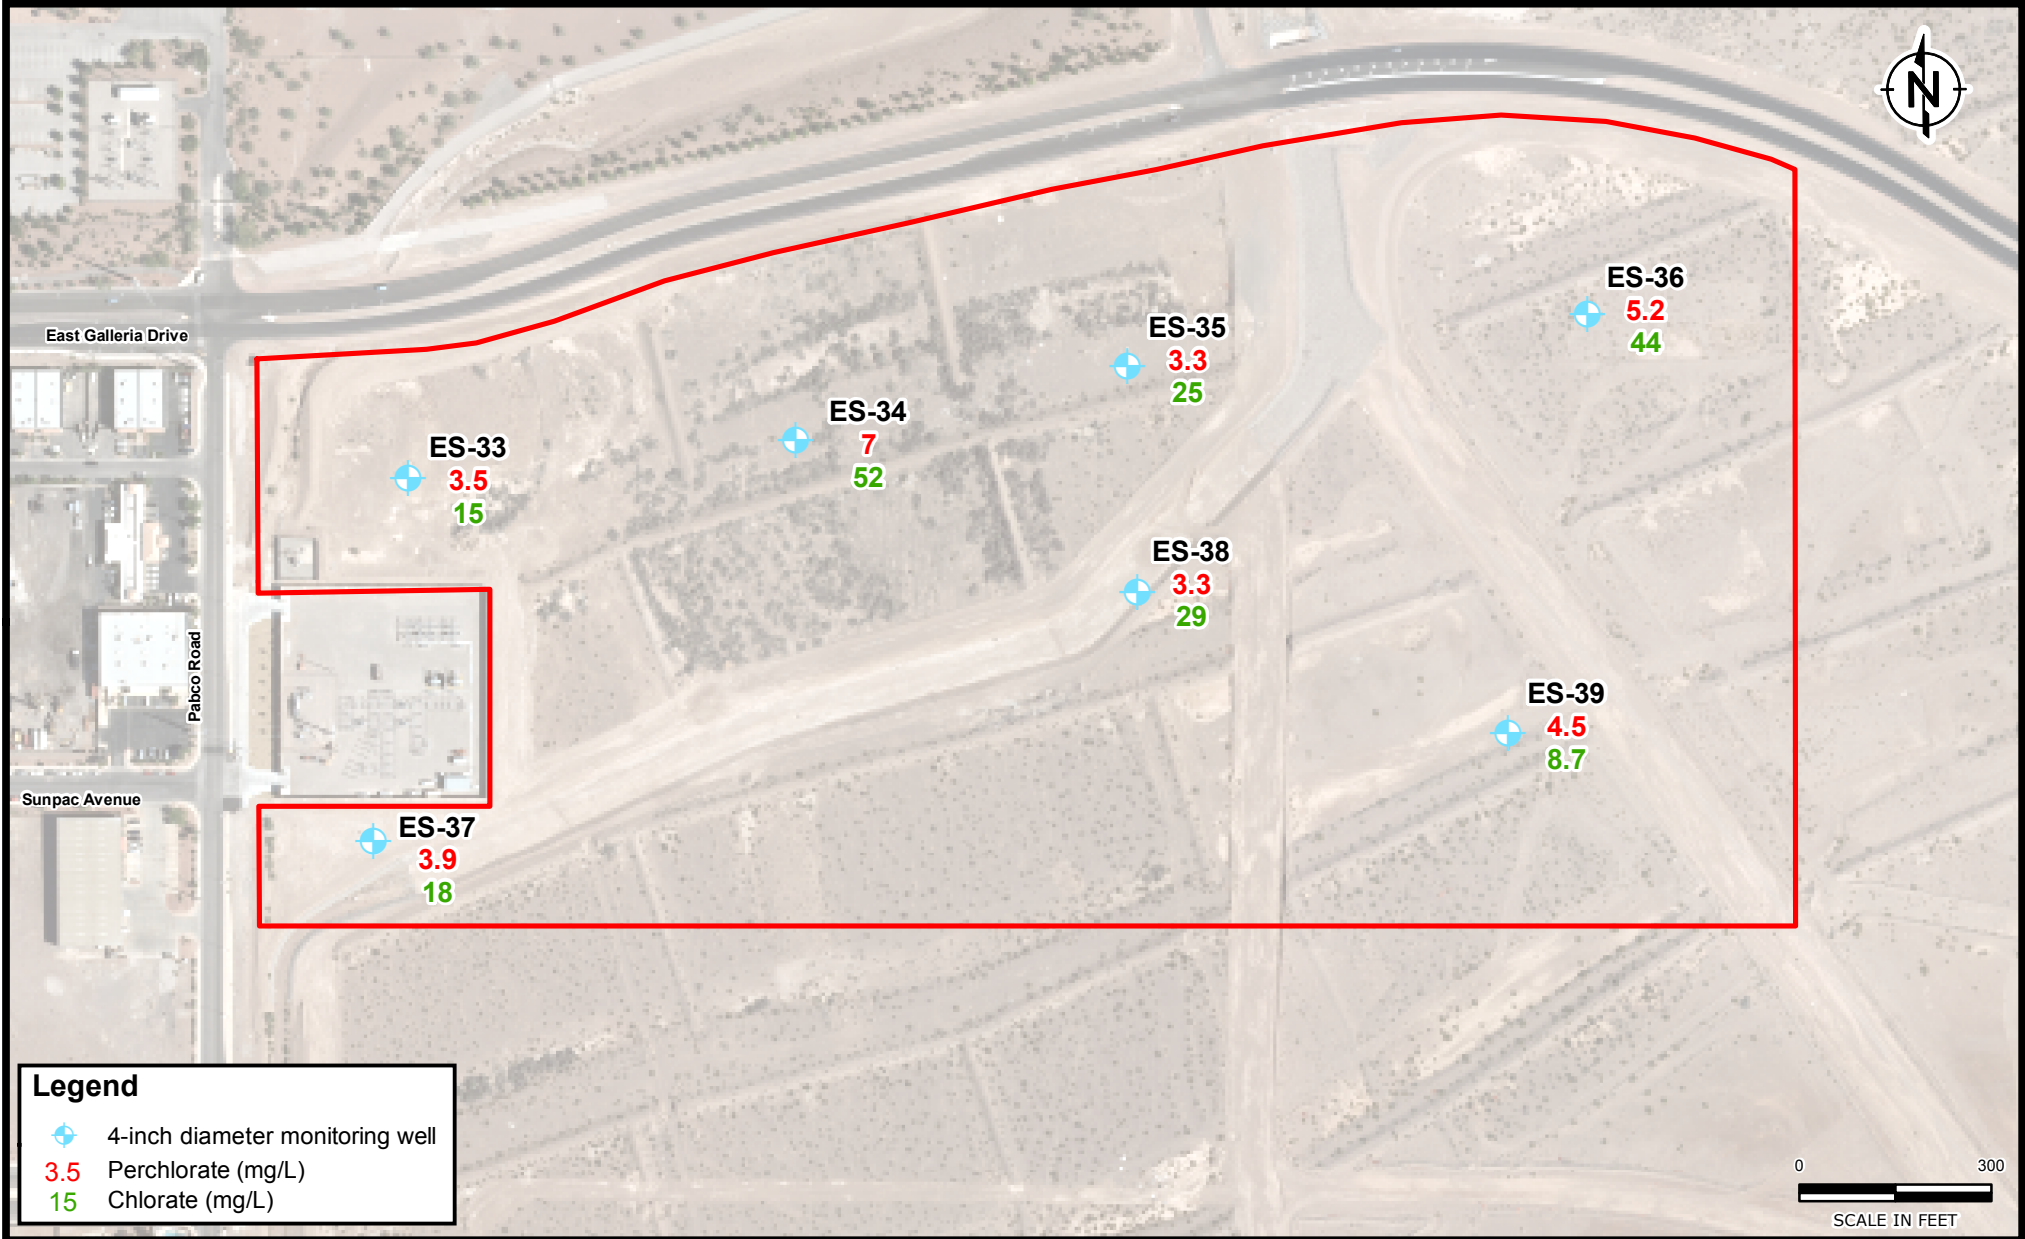 N
ES-36
5.2
44
ES-35
3.3
25
East Galleria Drive
ES-34
7
52
ES-33
3.5
15
ES-38
3.3
29
Pabco Road
ES-39
4.5
8.7
Sunpac Avenue
ES-37
3.9
18
Legend
4-inch diameter monitoring well
3.5 Perchlorate (mg/L)
15 Chlorate (mg/L)
0 300
SCALE IN FEET